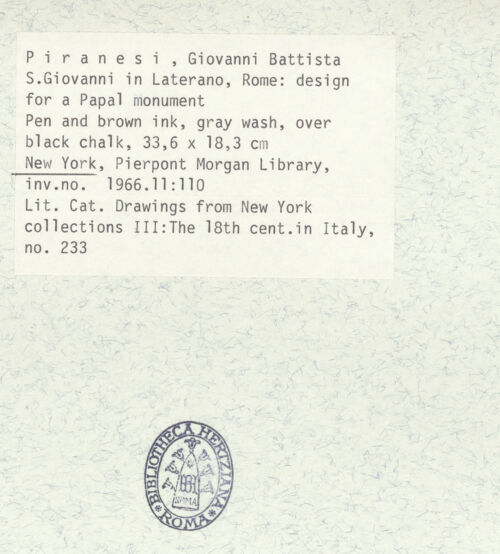 P i r a n e s i , Giovanni Battista
S.Giovanni in Laterano, Rome: design
for a Papal monument
Pen and brown ink, gray wash, over
black chalk, 33,6 x 18,3 cm
New York, Pierpont Morgan Library,
inv.no. 1966.11:110
Lit. Cat. Drawings from New York
collections III:The 18th cent.in Italy,
no. 233
BIBLIOTHECA HERTZIANA
ROMA